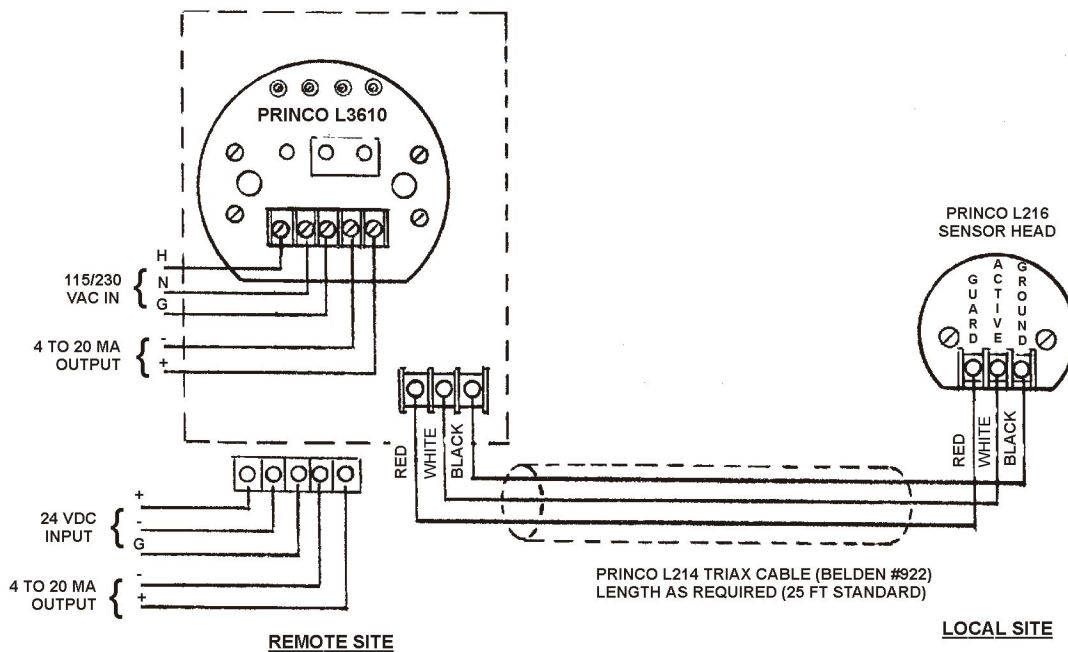 PRINCO L3610
H
115/230
VAC IN
N
G
4 TO 20 MA
OUTPUT
-
+
RED
WHITE
BLACK
+
24 VDC
INPUT
-
G
4 TO 20 MA
OUTPUT
-
+
REMOTE SITE
PRINCO L216
SENSOR HEAD
GUARD
ACTIVE
GROUND
RED
WHITE
BLACK
PRINCO L214 TRIAX CABLE (BELDEN #922)
LENGTH AS REQUIRED (25 FT STANDARD)
LOCAL SITE